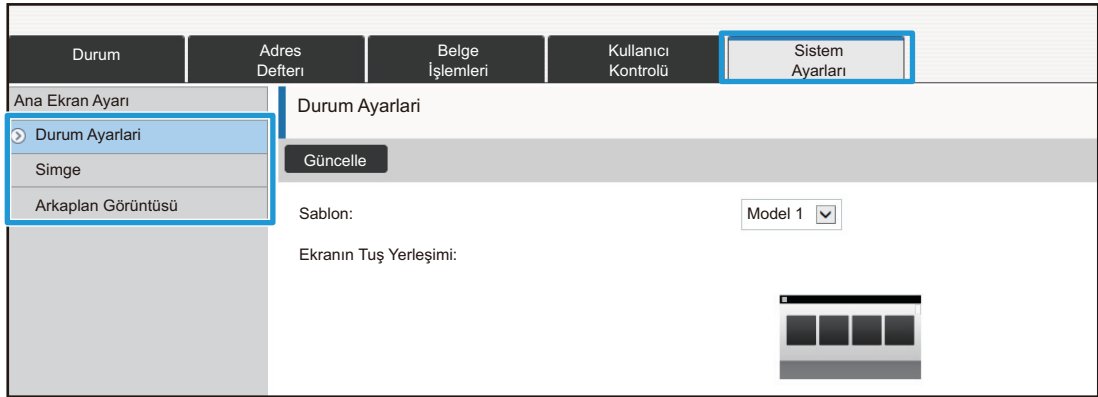 Durum
Adres
Defterı
Belge
İşlemleri
Kullanıcı
Kontrolü
Sistem
Ayarları
Ana Ekran Ayarı
Durum Ayarlari
Simge
Arkaplan Görüntüsü
Durum Ayarlari
Güncelle
Sablon:
Model 1
Ekranın Tuş Yerleşimi: